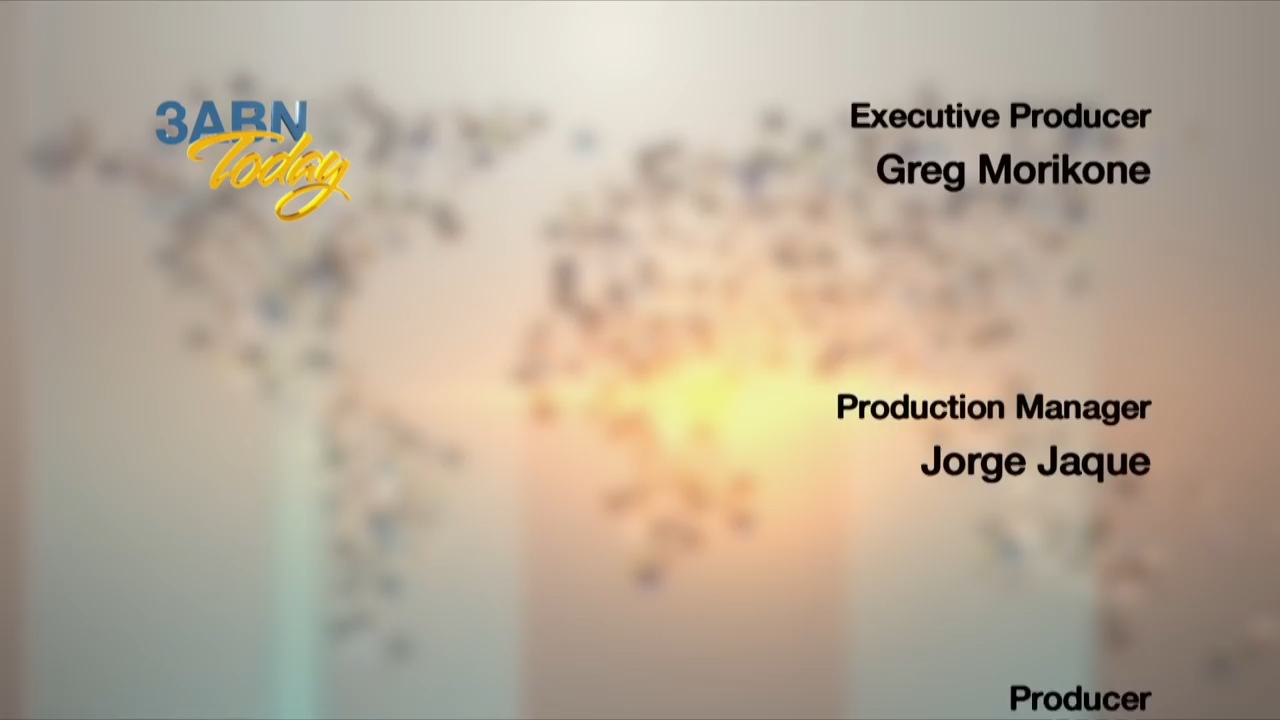 3ABN
Today
Executive Producer
Greg Morikone
Production Manager
Jorge Jaque
Producer